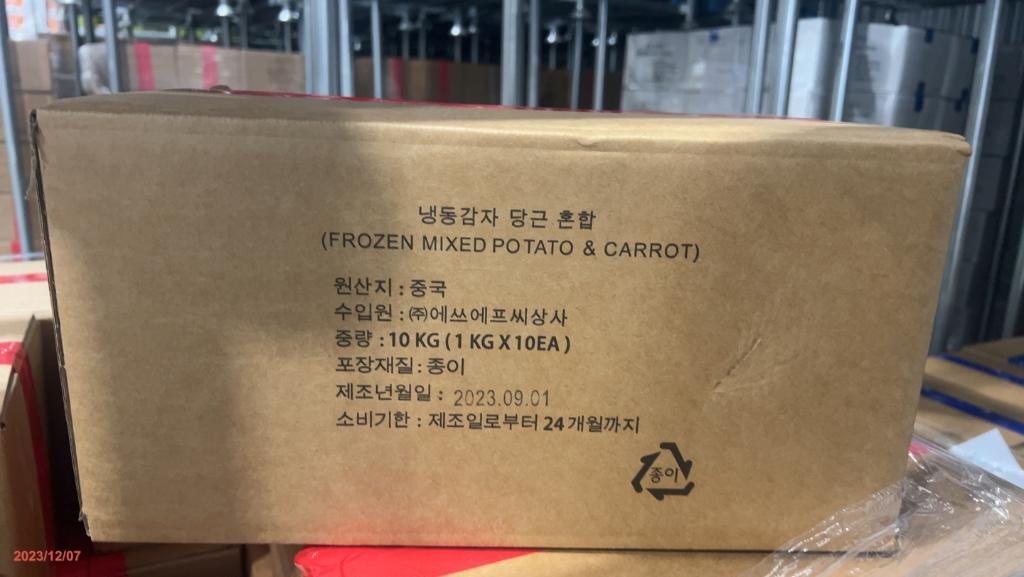 냉동감자 당근 혼합
(FROZEN MIXED POTATO & CARROT)
원산지 : 중국
수입원 : ㈜에쓰에프씨상사
중량 : 10 KG ( 1 KG X 10EA )
포장재질 : 종이
제조년월일 : 2023.09.01
소비기한 : 제조일로부터 24 개월까지
종이
2023/12/07